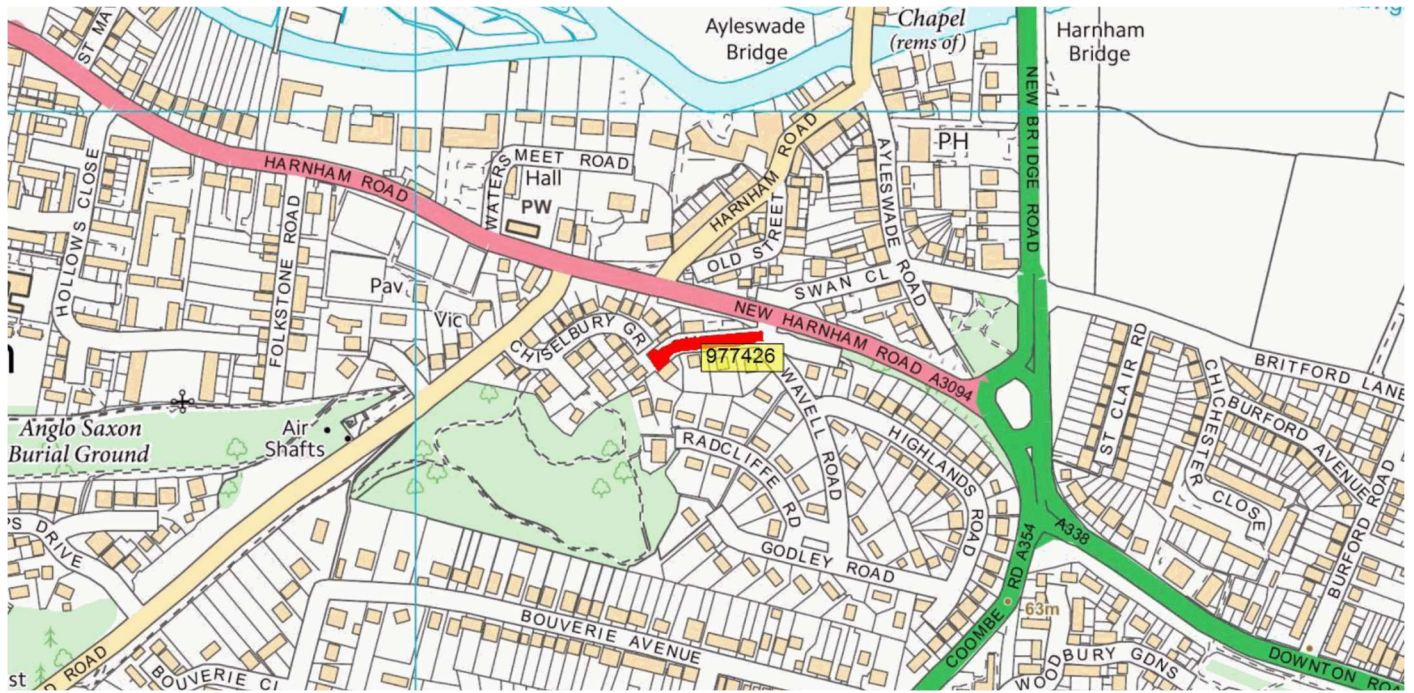 Ayleswade
Bridge
Chapel
(rems of)
Harnham
Bridge
ST MA
NEW BRIDGE ROAD
HARNHAM ROAD
WATERS
MEET ROAD
Hall
PW
HARNHAM ROAD
OLD STREET
AYLESWADE ROAD
PH
HOLLOWS CLOSE
FOLKSTONE ROAD
Pav
Vic
SWAN CL
NEW HARNHAM ROAD A3094
CHISELBURY GR
977426
WAVELL ROAD
ST CLAIR RD
BRITFORD LANE
CHICHESTER CLOSE
BURFORD AVENUE
BURFORD ROAD
Anglo Saxon
Burial Ground
Air
Shafts
RADCLIFFE RD
HIGHLANDS ROAD
GODLEY ROAD
PS DRIVE
BOUVERIE AVENUE
COOMBE RD A354
A338
63m
DOWNTON ROA
WOODBURY GDNS
D ROAD
BOUVERIE CL
st